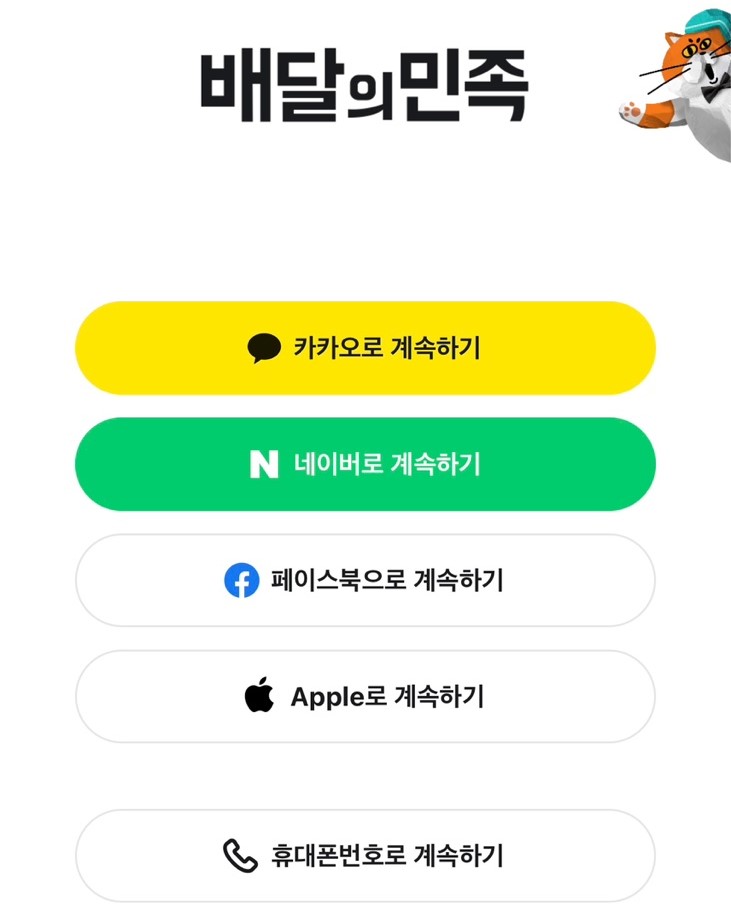 배달의민족
카카오로 계속하기
네이버로 계속하기
페이스북으로 계속하기
Apple로 계속하기
휴대폰번호로 계속하기